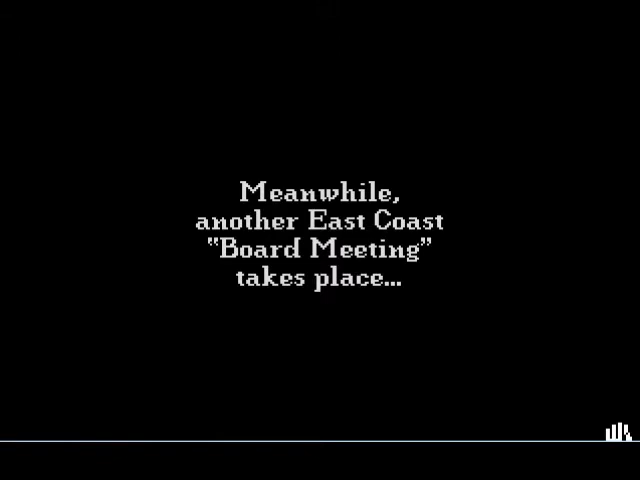 Meanwhile,
another East Coast
"Board Meeting”
takes place...